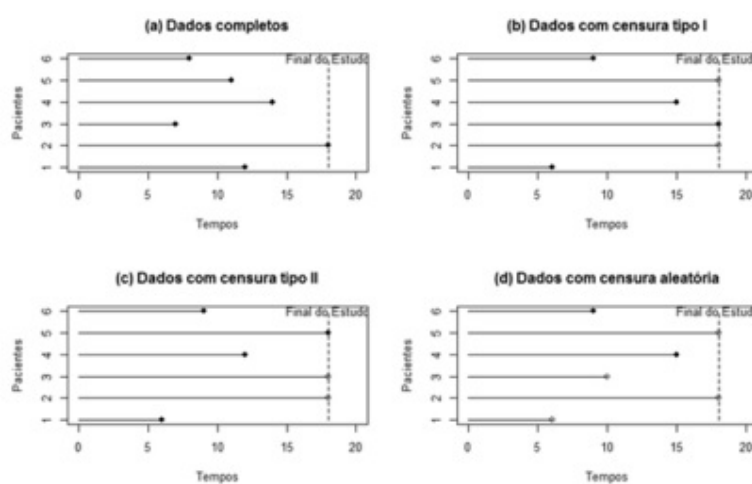 (a) Dados completos
Final do Estudo
Pacientes
6
5
4
3
2
1
0 5 10 15 20
Tempos
(b) Dados com censura tipo I
Final do Estudo
Pacientes
6
5
4
3
2
1
0 5 10 15 20
Tempos
(c) Dados com censura tipo II
Final do Estudo
Pacientes
6
5
4
3
2
1
0 5 10 15 20
Tempos
(d) Dados com censura aleatória
Final do Estudo
Pacientes
6
5
4
3
2
1
0 5 10 15 20
Tempos